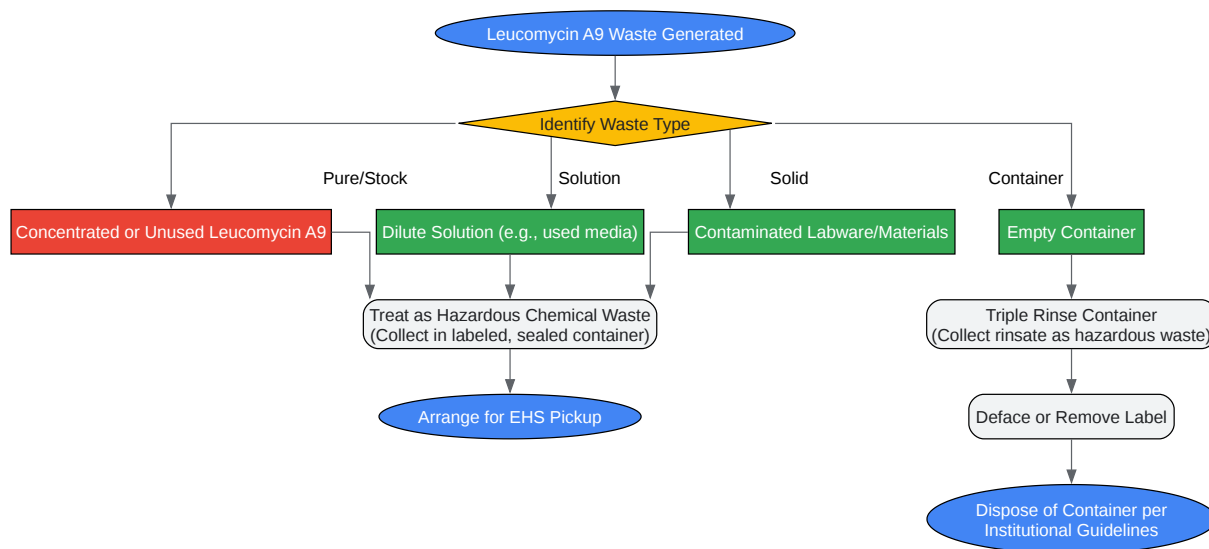 Leucomycin A9 Waste Generated
Identify Waste Type
Pure/Stock
Solution
Solid
Container
Concentrated or Unused Leucomycin A9
Dilute Solution (e.g., used media)
Contaminated Labware/Materials
Empty Container
Treat as Hazardous Chemical Waste
(Collect in labeled, sealed container)
Triple Rinse Container
(Collect rinsate as hazardous waste)
Arrange for EHS Pickup
Deface or Remove Label
Dispose of Container per
Institutional Guidelines